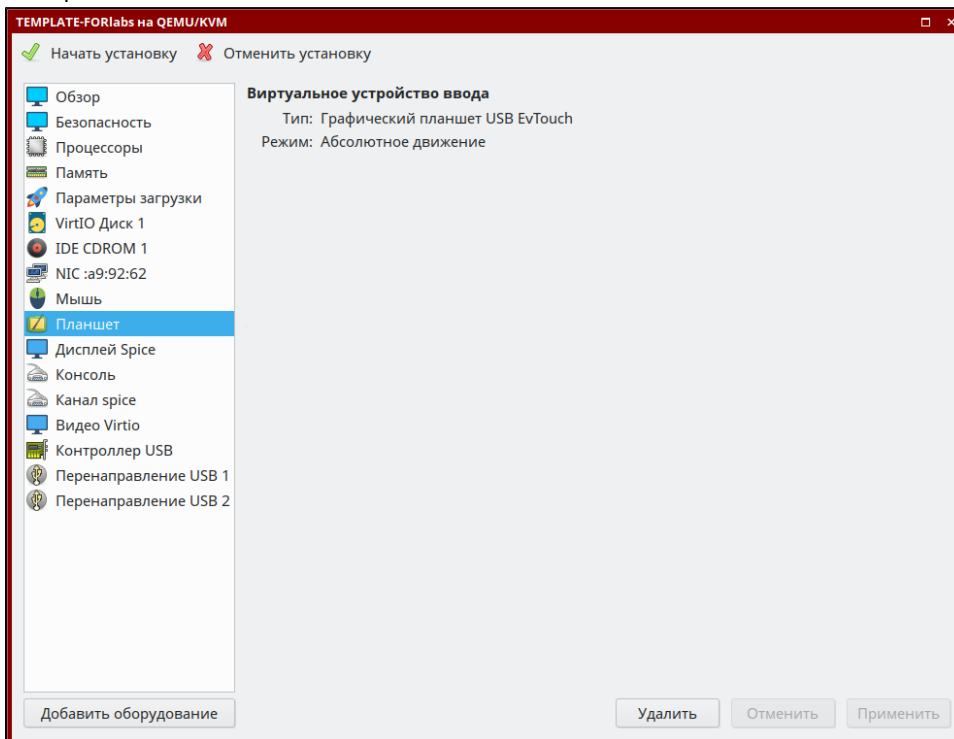 TEMPLATE-FORlabs на QEMU/KVM
Начать установку Отменить установку
Обзор
Безопасность
Процессоры
Память
Параметры загрузки
VirtIO Диск 1
IDE CDROM 1
NIC :a9:92:62
Мышь
Планшет
Дисплей Spice
Консоль
Канал spice
Видео Virtio
Контроллер USB
Перенаправление USB 1
Перенаправление USB 2
Виртуальное устройство ввода
Тип: Графический планшет USB EvTouch
Режим: Абсолютное движение
Добавить оборудование
Удалить Отменить Применить